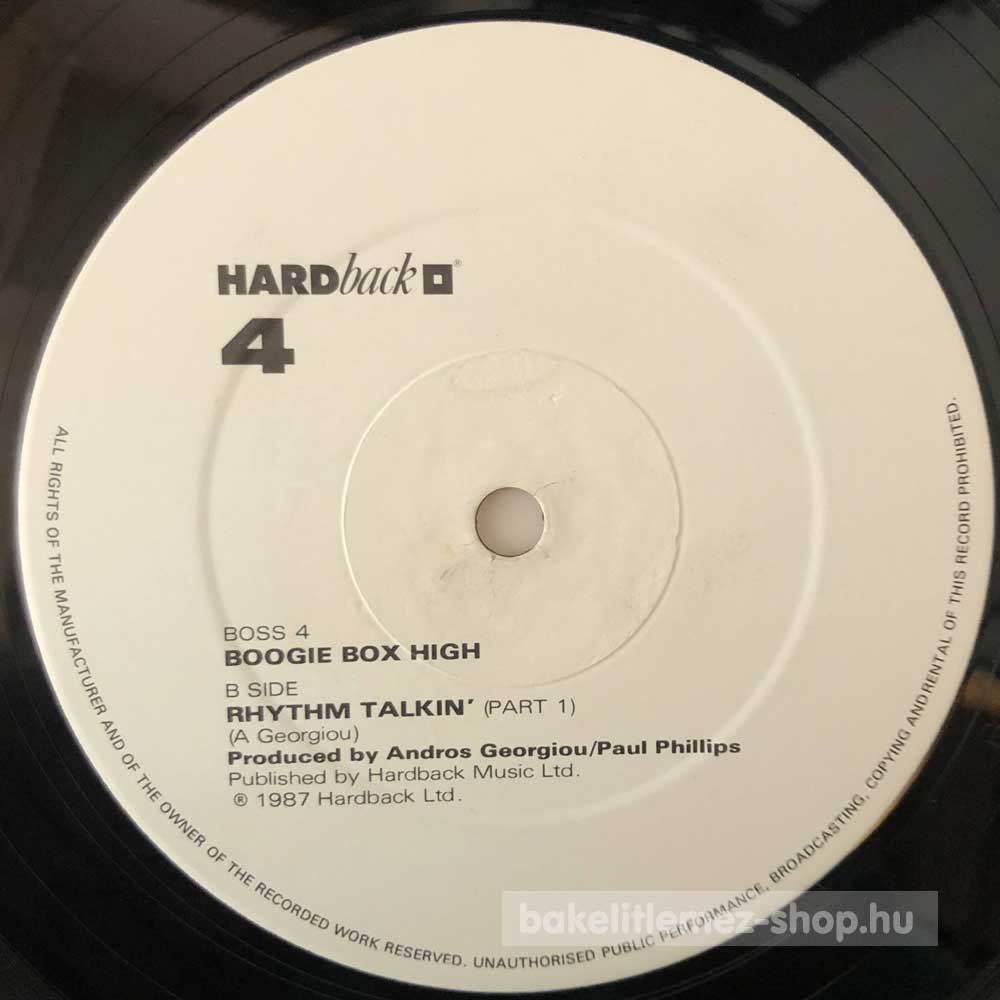 HARDback ®
4
BOSS 4
BOOGIE BOX HIGH
B SIDE
RHYTHM TALKIN' (PART 1)
(A Georgiou)
Produced by Andros Georgiou/Paul Phillips
Published by Hardback Music Ltd.
℗ 1987 Hardback Ltd.
ALL RIGHTS OF THE MANUFACTURER AND OF THE OWNER OF THE RECORDED WORK RESERVED. UNAUTHORISED PUBLIC PERFORMANCE, BROADCASTING, COPYING ANDRENTAL OF THIS RECORD PROHIBITED.
bakelitlemez-shop.hu